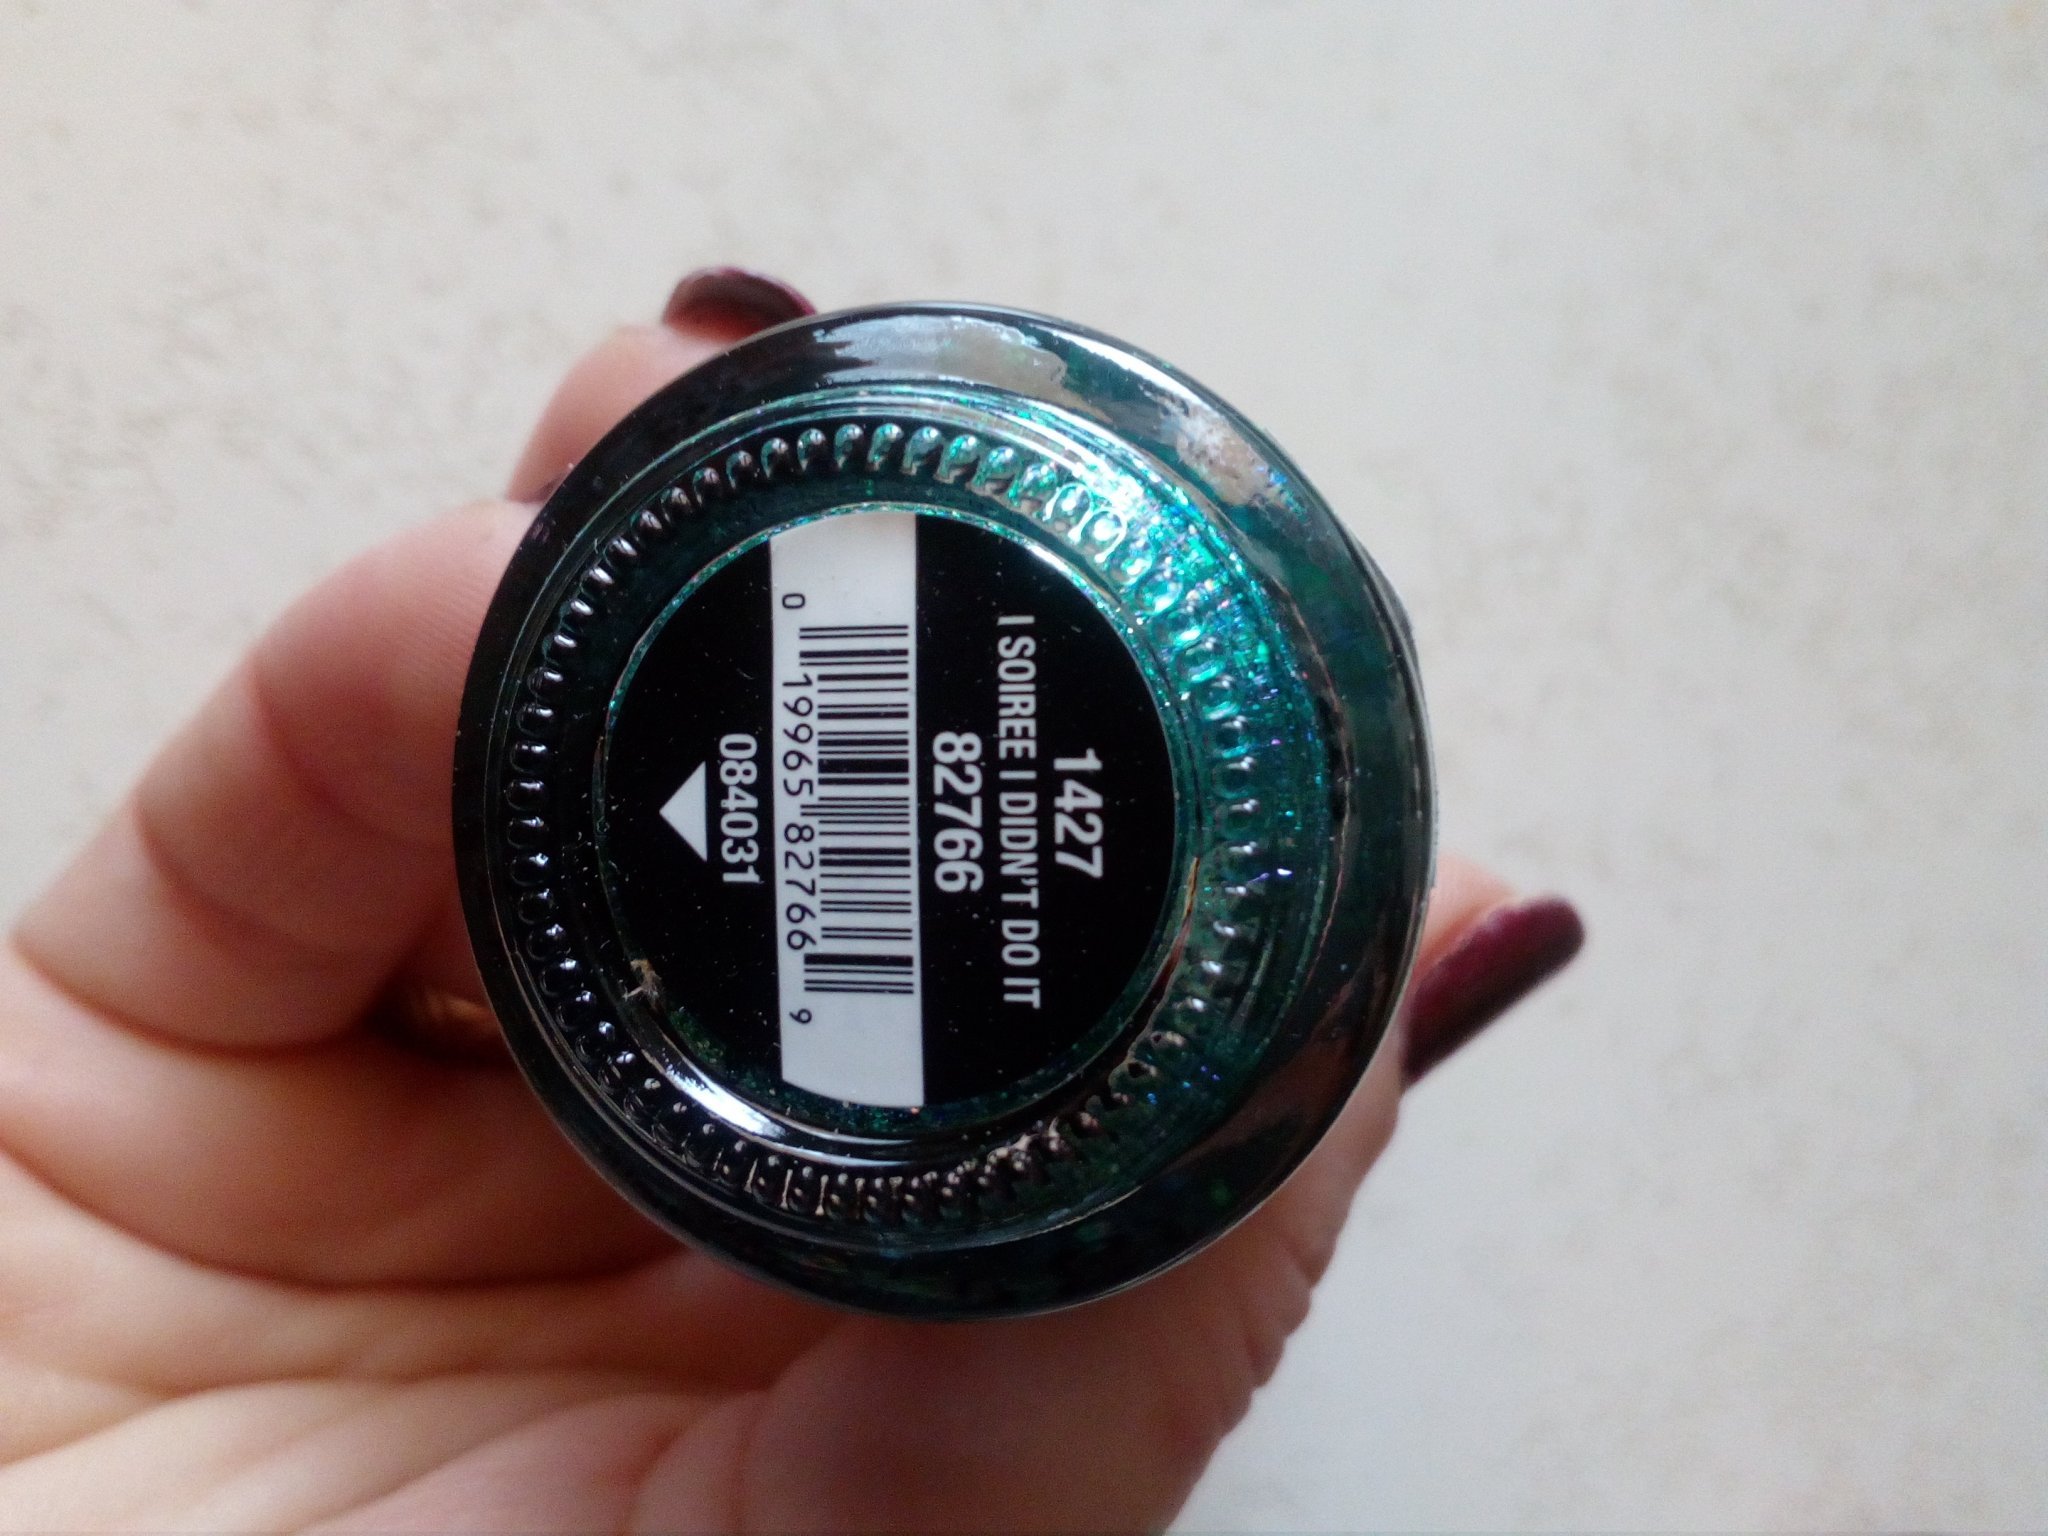 1427
I SOIREE I DIDN'T DO IT
82766
0 19965 82766 9
084031